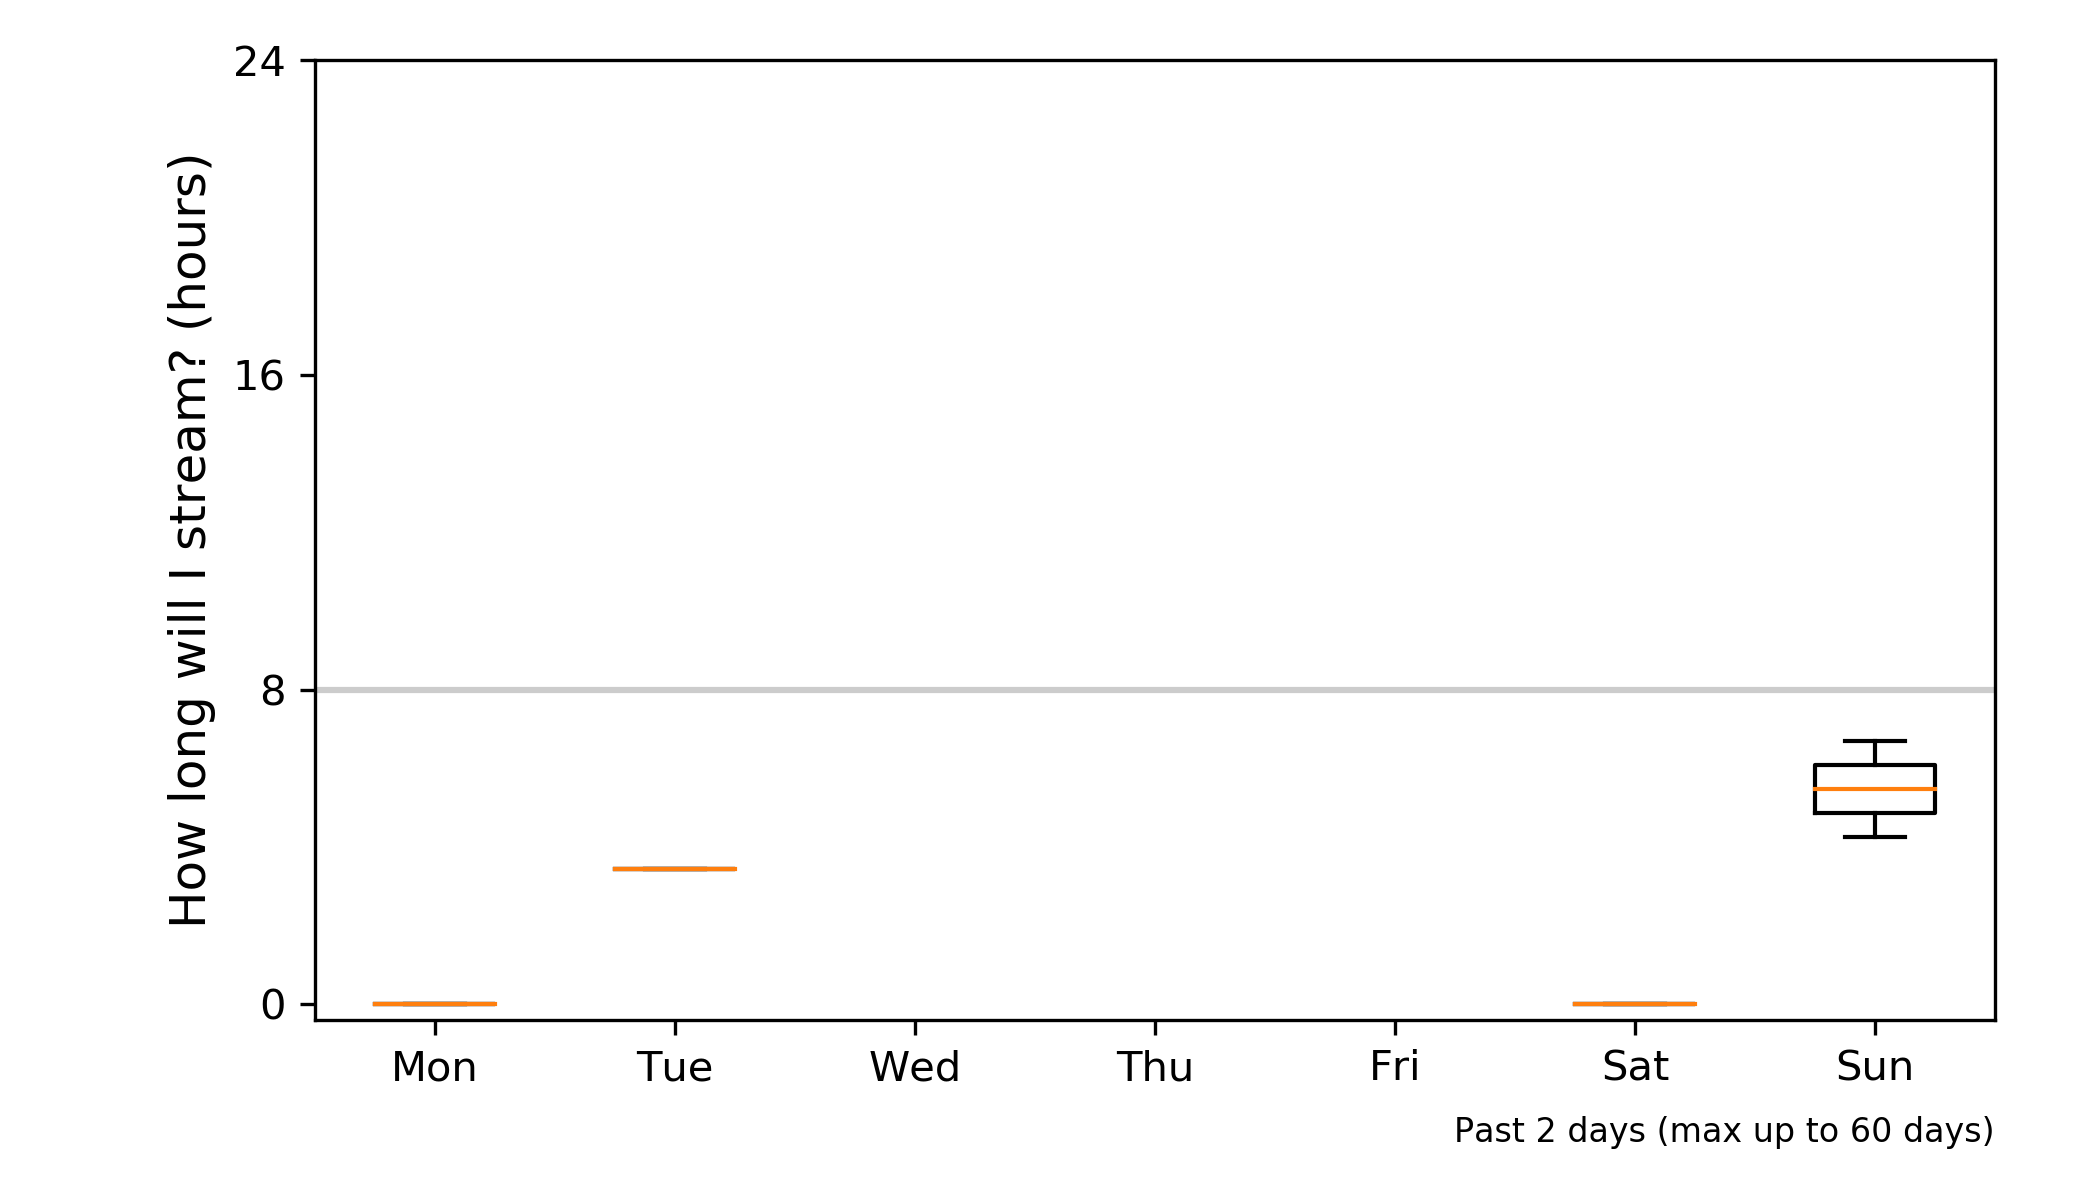 How long will I stream? (hours)
24
16
8
0
Mon Tue Wed Thu Fri Sat Sun
Past 2 days (max up to 60 days)